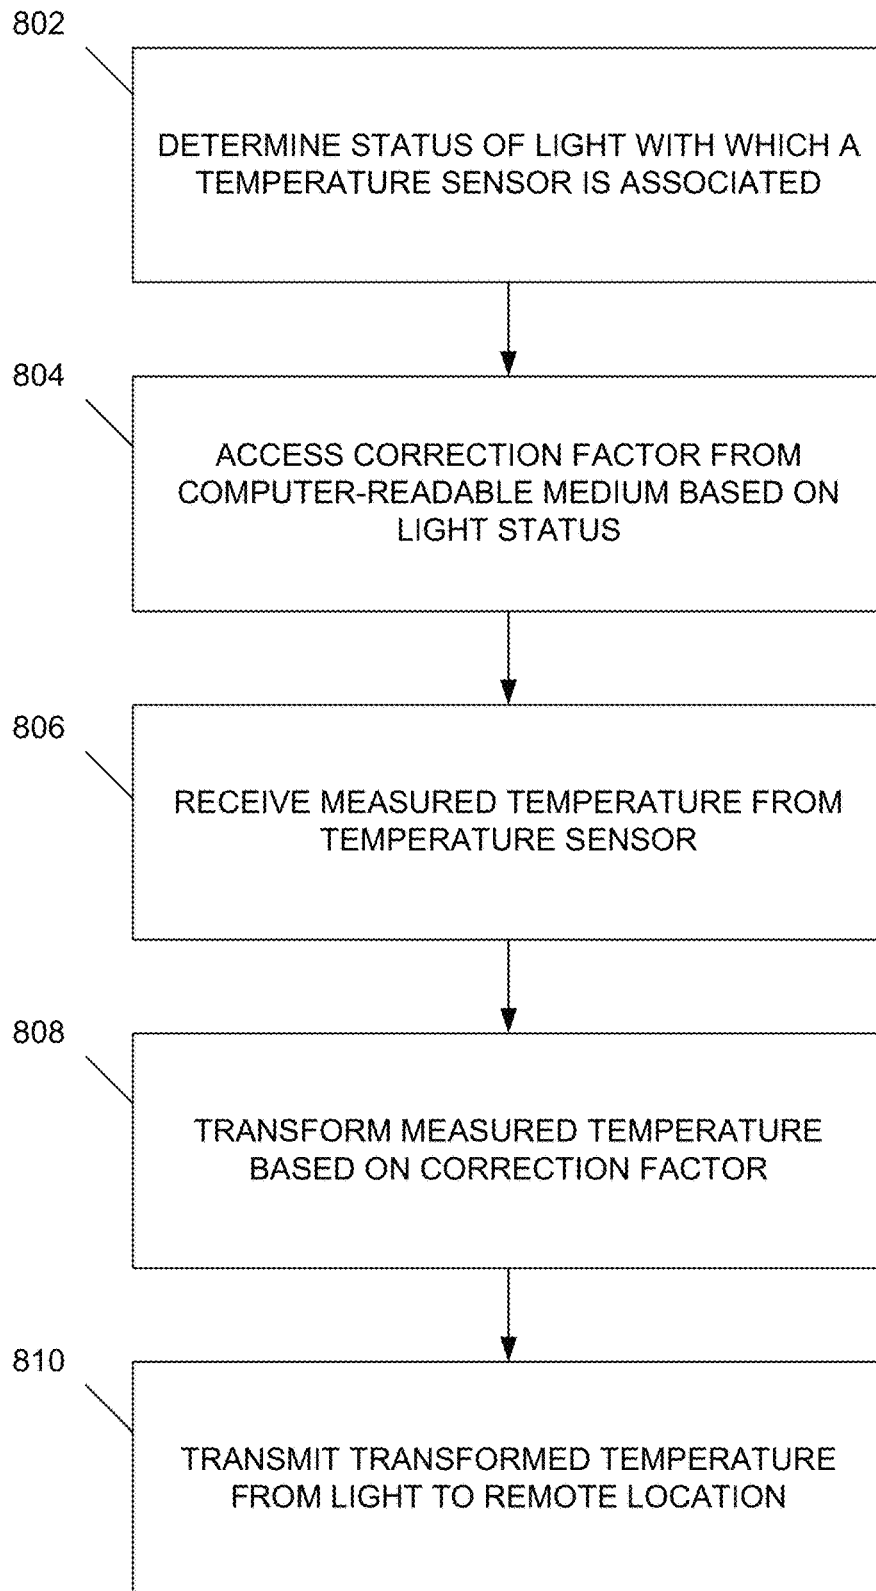 802
DETERMINE STATUS OF LIGHT WITH WHICH A
TEMPERATURE SENSOR IS ASSOCIATED
804
ACCESS CORRECTION FACTOR FROM
COMPUTER-READABLE MEDIUM BASED ON
LIGHT STATUS
806
RECEIVE MEASURED TEMPERATURE FROM
TEMPERATURE SENSOR
808
TRANSFORM MEASURED TEMPERATURE
BASED ON CORRECTION FACTOR
810
TRANSMIT TRANSFORMED TEMPERATURE
FROM LIGHT TO REMOTE LOCATION